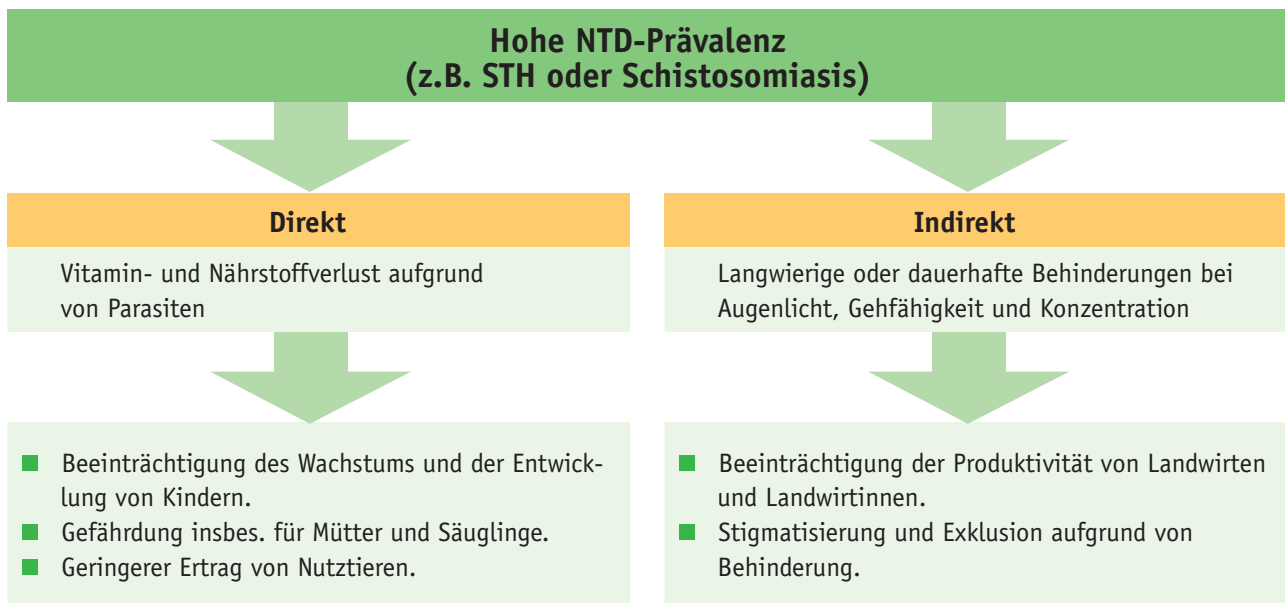 Hohe NTD-Prävalenz
(z.B. STH oder Schistosomiasis)
Direkt
Vitamin- und Nährstoffverlust aufgrund
von Parasiten
Beeinträchtigung des Wachstums und der Entwick-
lung von Kindern.
Gefährdung insbes. für Mütter und Säuglinge.
Geringerer Ertrag von Nutztieren.
Indirekt
Langwierige oder dauerhafte Behinderungen bei
Augenlicht, Gehfähigkeit und Konzentration
Beeinträchtigung der Produktivität von Landwirten
und Landwirtinnen.
Stigmatisierung und Exklusion aufgrund von
Behinderung.